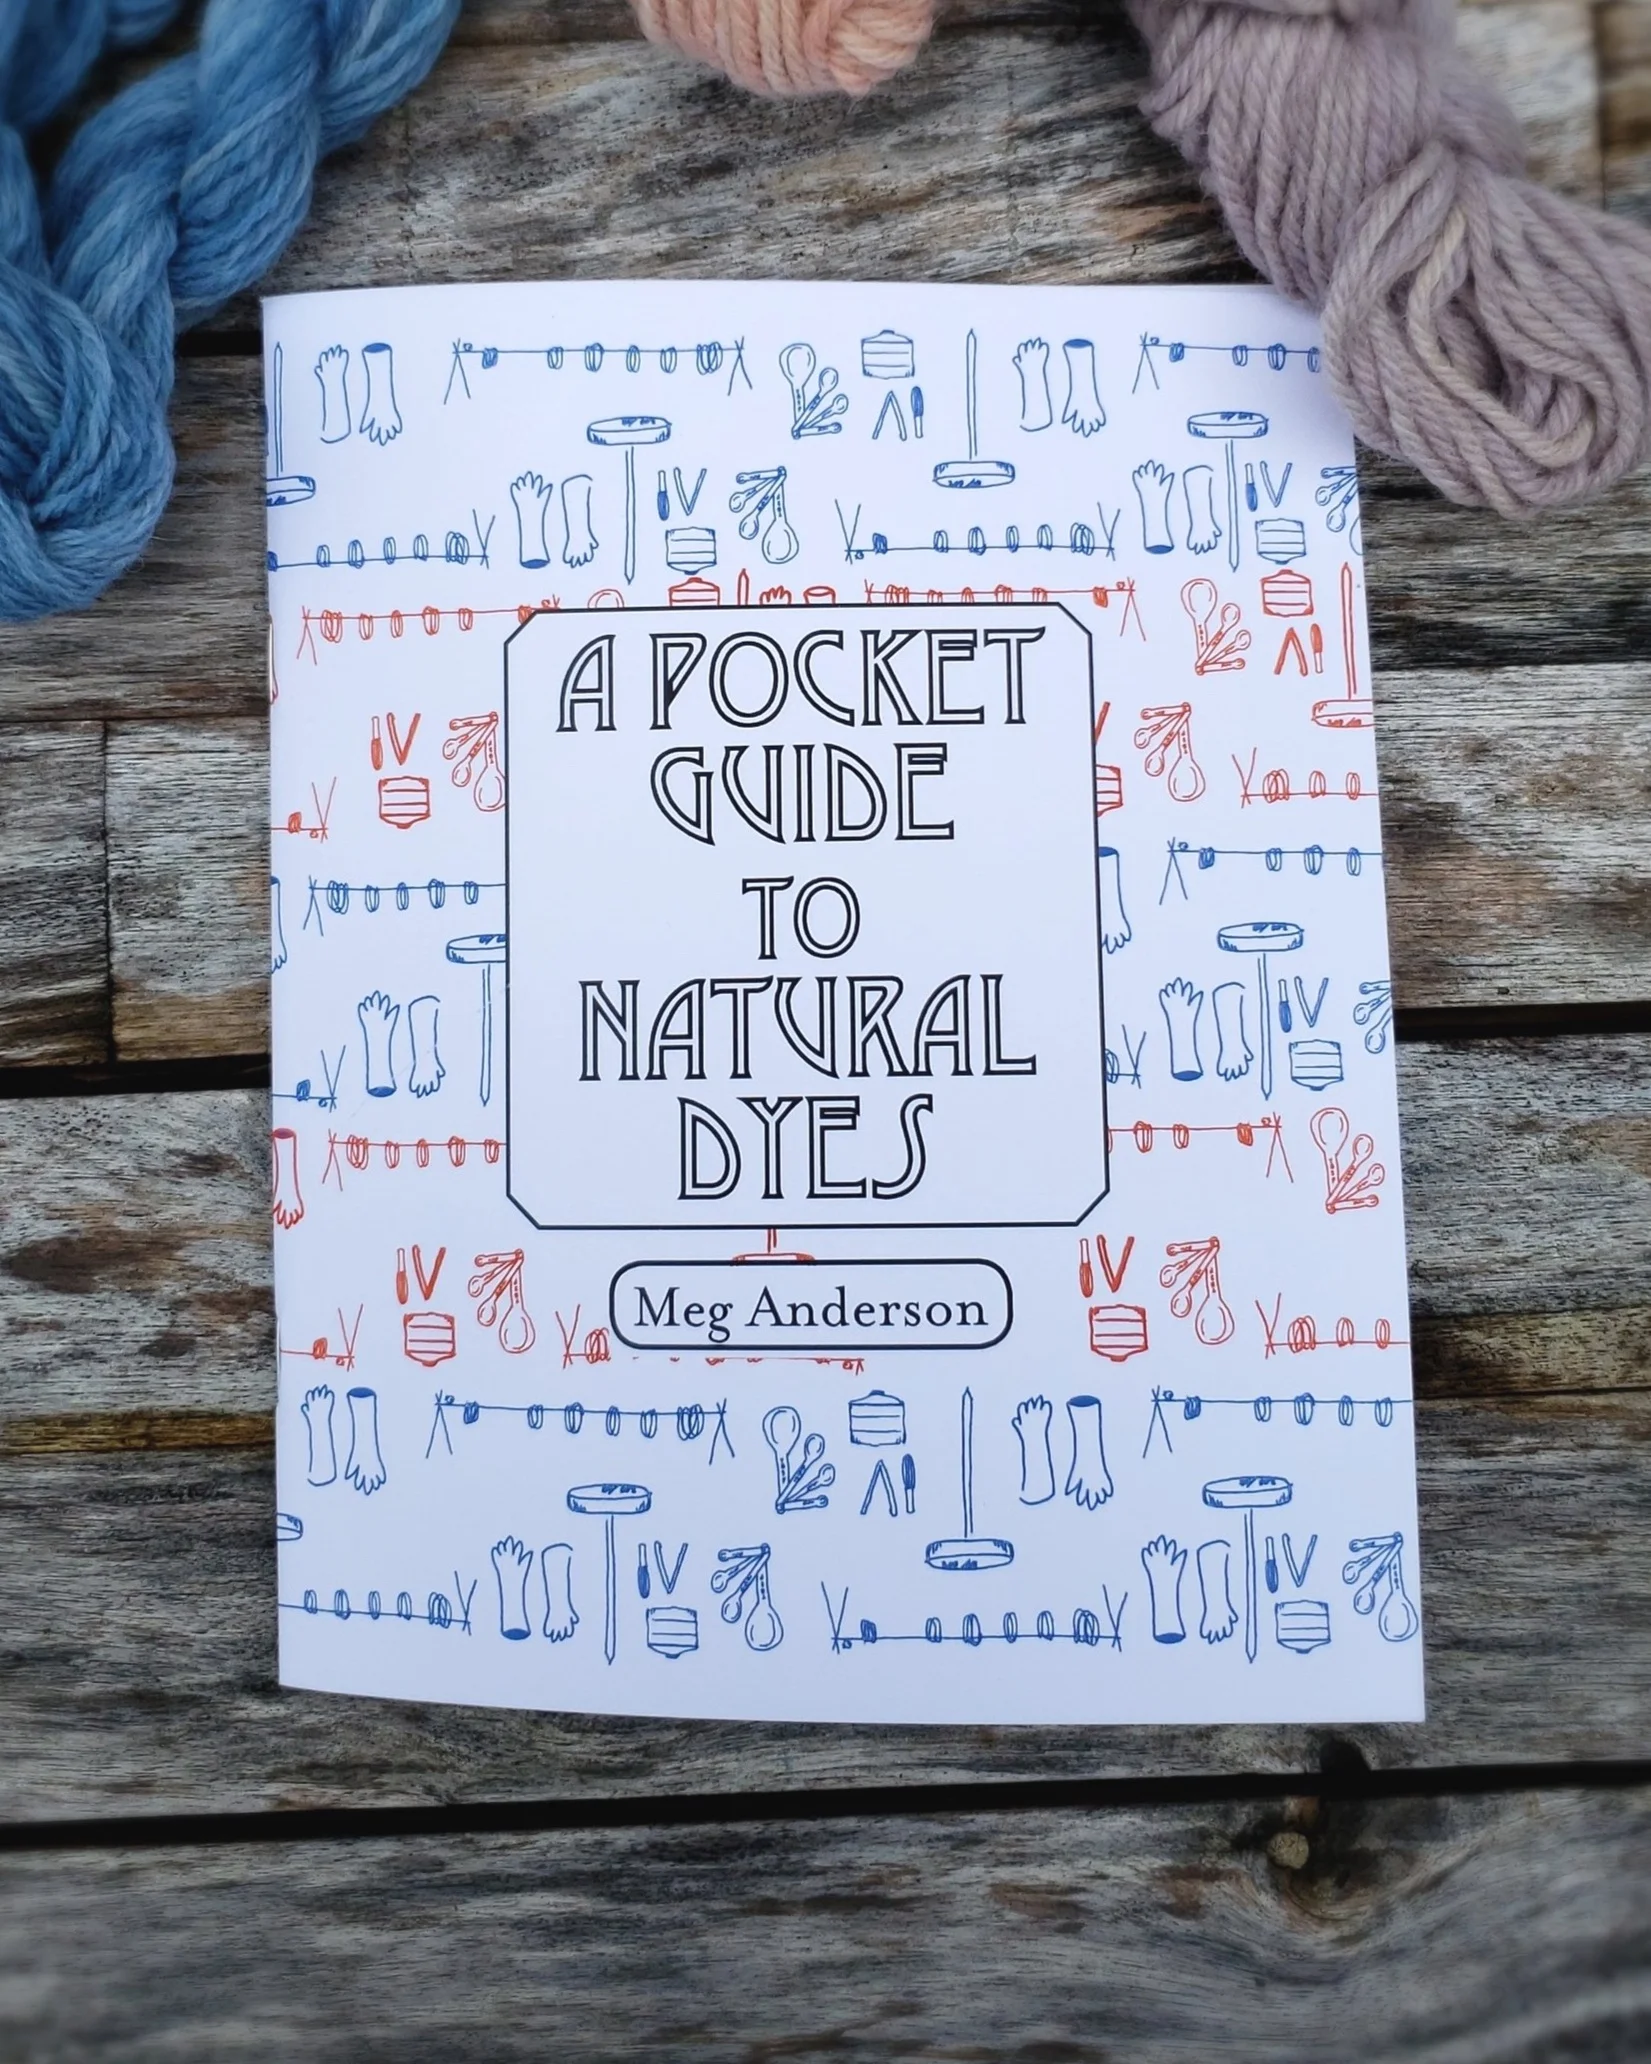 A POCKET
GUIDE
TO
NATURAL
DYES
Meg Anderson